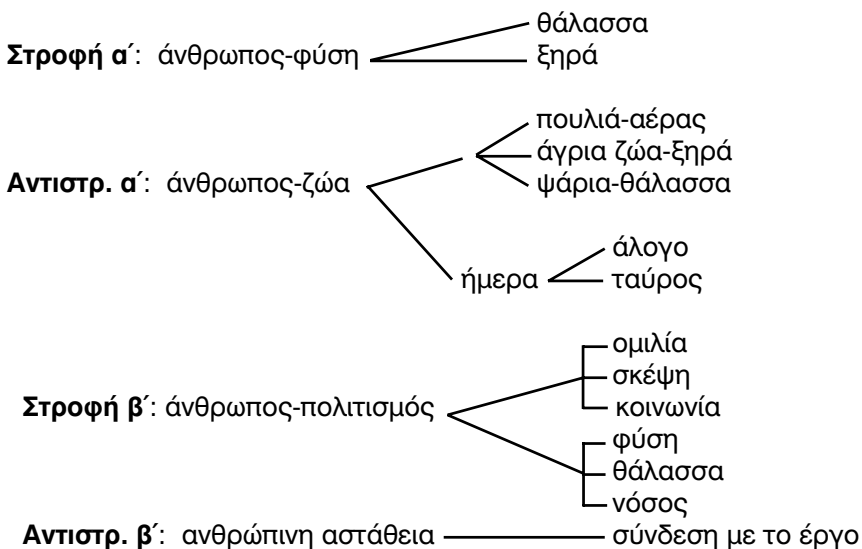 θάλασσα
Στροφή α΄: άνθρωπος-φύση
ξηρά
πουλιά-αέρας
άγρια ζώα-ξηρά
Αντιστρ. α΄: άνθρωπος-ζώα
ψάρια-θάλασσα
άλογο
ήμερα
ταύρος
ομιλία
σκέψη
Στροφή β΄: άνθρωπος-πολιτισμός
κοινωνία
φύση
θάλασσα
νόσος
Αντιστρ. β΄: ανθρώπινη αστάθεια σύνδεση με το έργο